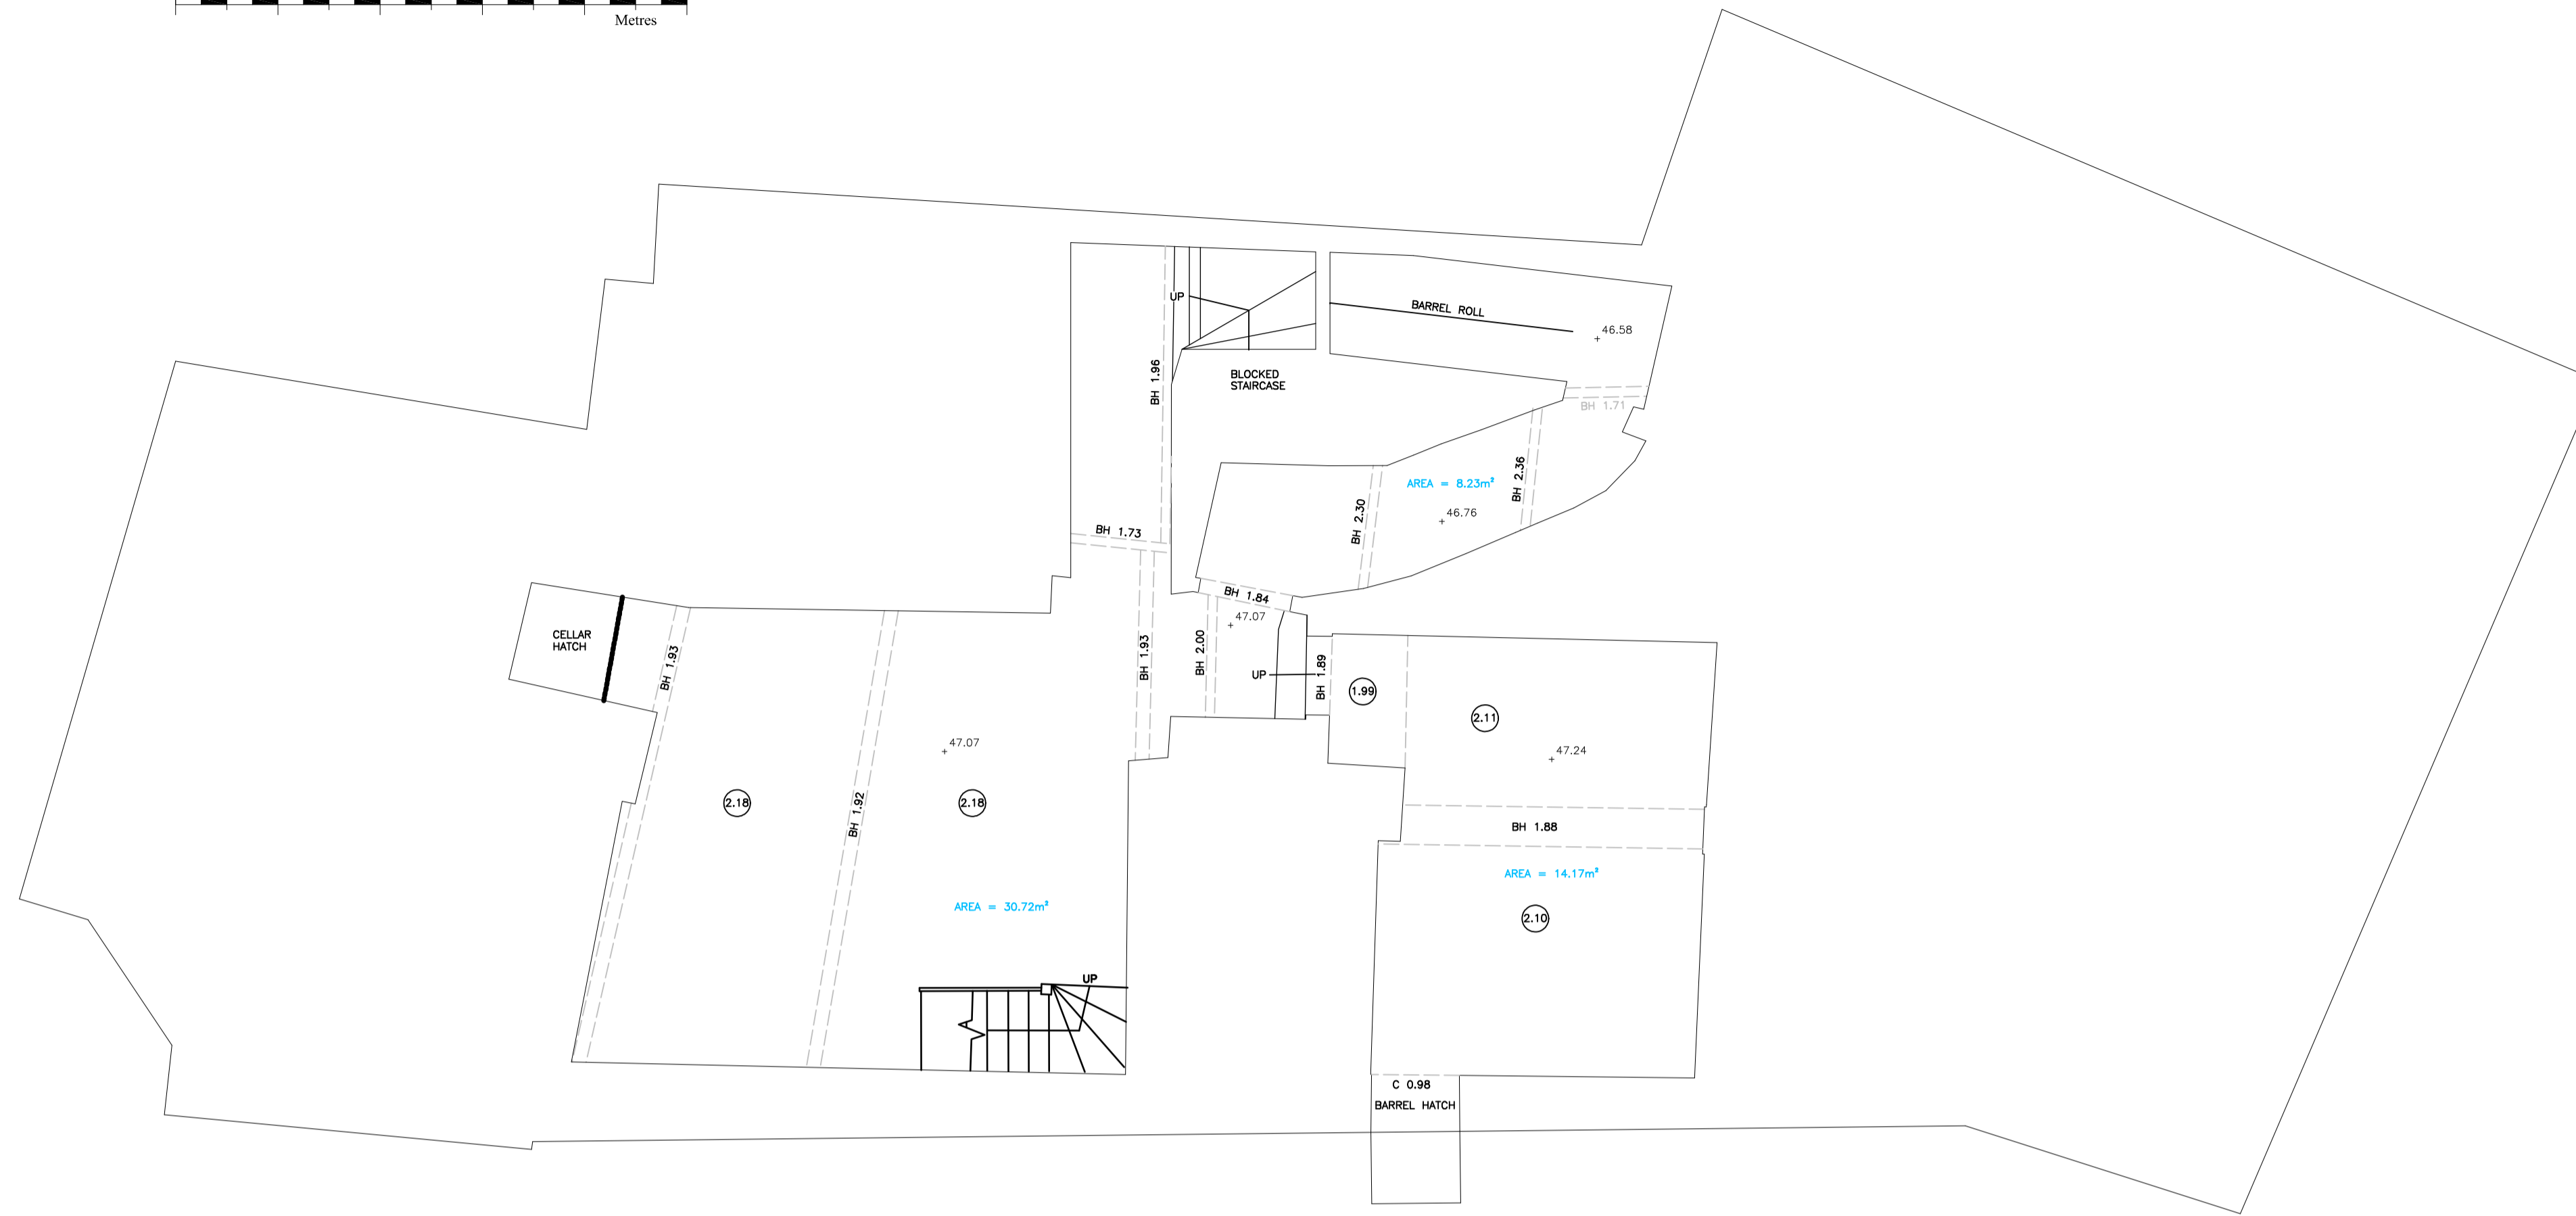 Metres
UP
BARREL ROLL
46.58
BH 1.96
BLOCKED
STAIRCASE
BH 1.71
BH 2.36
AREA = 8.23m²
46.76
BH 2.30
BH 1.73
BH 1.84
47.07
CELLAR
HATCH
BH 1.93
BH 1.93
BH 2.00
UP
BH 1.89
1.99
2.11
47.07
47.24
2.18
BH 1.92
2.18
BH 1.88
AREA = 14.17m²
AREA = 30.72m²
2.10
UP
C 0.98
BARREL HATCH